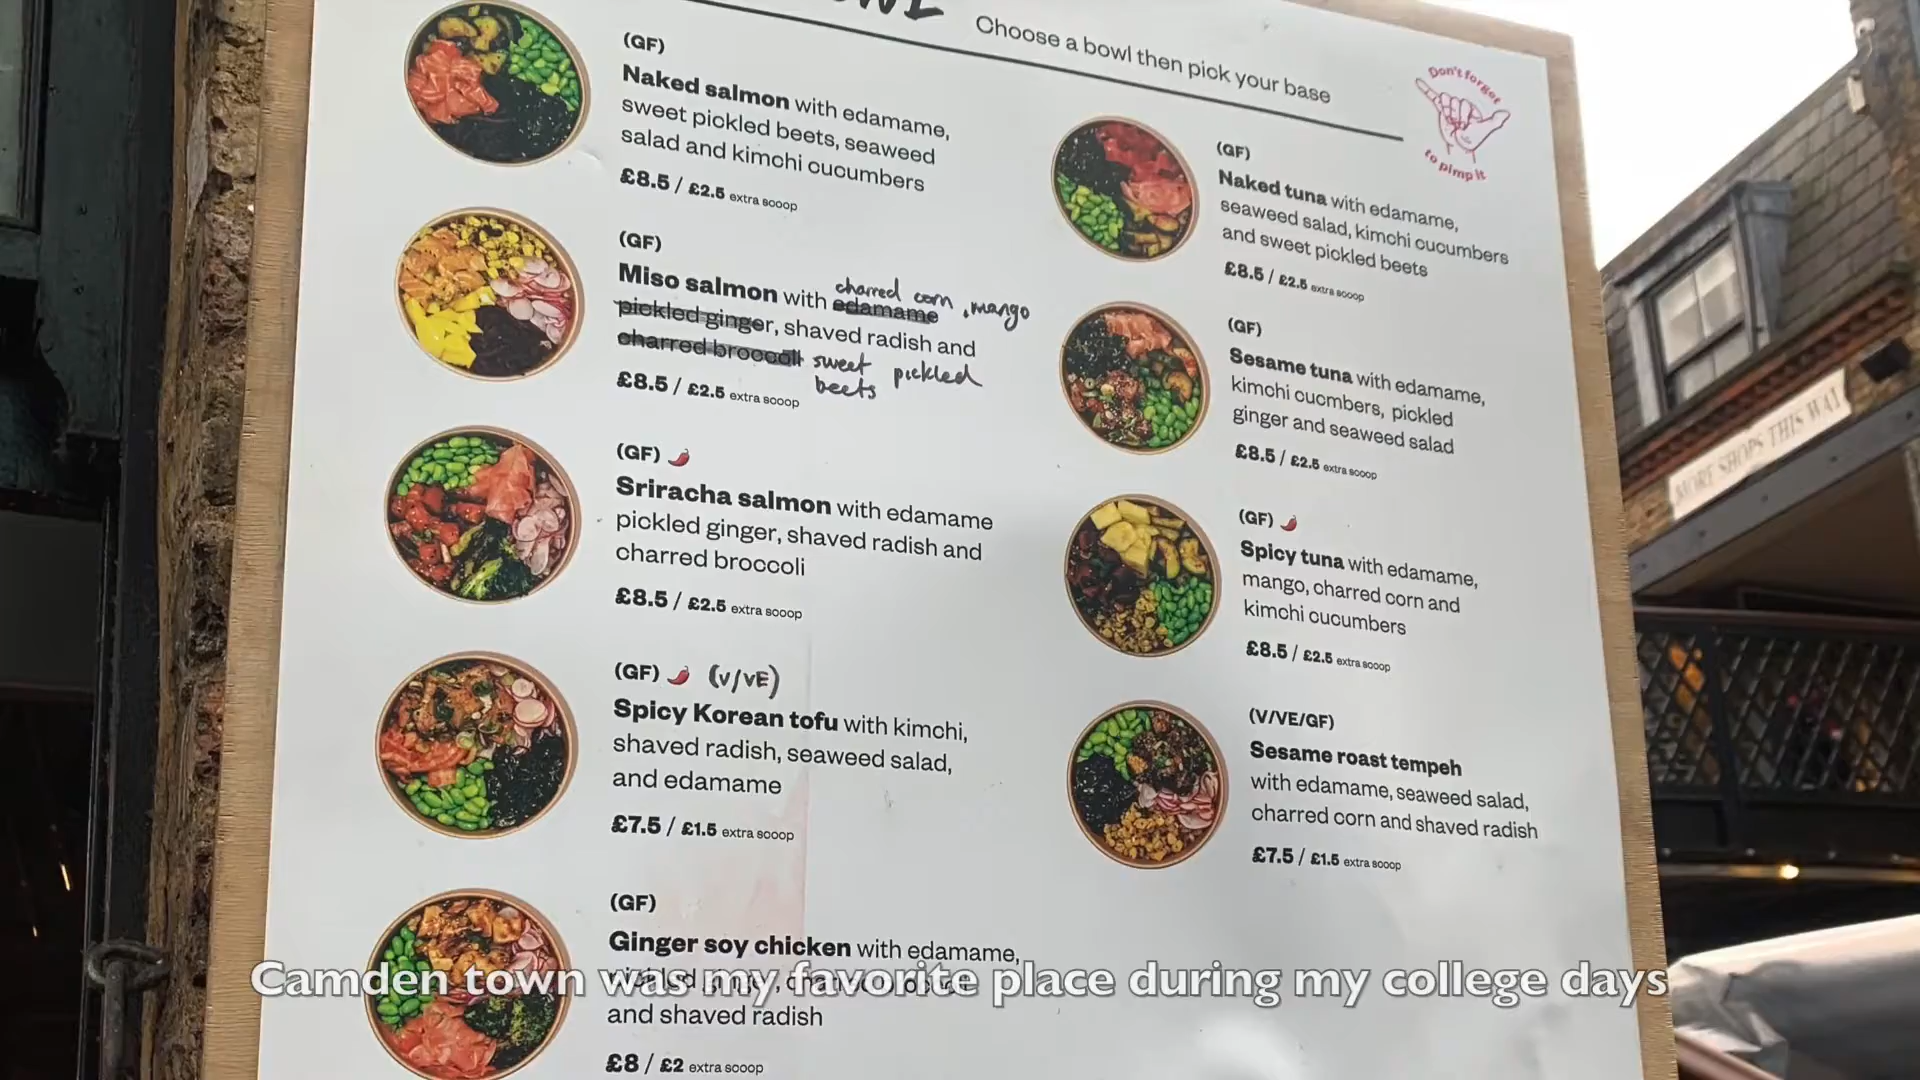 Choose a bowl then pick your base
Don't forget
to pimp it
(GF)
Naked salmon with edamame,
sweet pickled beets, seaweed
salad and kimchi cucumbers
£8.5 / £2.5 extra scoop
(GF)
charred corn, mango
Miso salmon with edamame
pickled ginger, shaved radish and
charred broccoli sweet pickled
beets
£8.5 / £2.5 extra scoop
(GF)
Sriracha salmon with edamame
pickled ginger, shaved radish and
charred broccoli
£8.5 / £2.5 extra scoop
(GF) (V/VE)
Spicy Korean tofu with kimchi,
shaved radish, seaweed salad,
and edamame
£7.5 / £1.5 extra scoop
(GF)
Ginger soy chicken with edamame,
and shaved radish
£8 / £2 extra scoop
(GF)
Naked tuna with edamame,
seaweed salad, kimchi cucumbers
and sweet pickled beets
£8.5 / £2.5 extra scoop
(GF)
Sesame tuna with edamame,
kimchi cucmbers, pickled
ginger and seaweed salad
£8.5 / £2.5 extra scoop
(GF)
Spicy tuna with edamame,
mango, charred corn and
kimchi cucumbers
£8.5 / £2.5 extra scoop
(V/VE/GF)
Sesame roast tempeh
with edamame, seaweed salad,
charred corn and shaved radish
£7.5 / £1.5 extra scoop
MORE SHOPS THIS WAY
Camden town was my favorite place during my college days